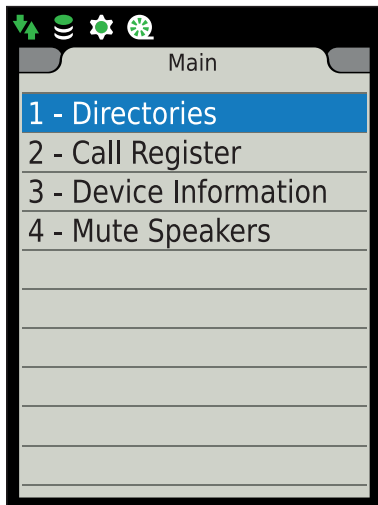 Main
1 - Directories
2 - Call Register
3 - Device Information
4 - Mute Speakers